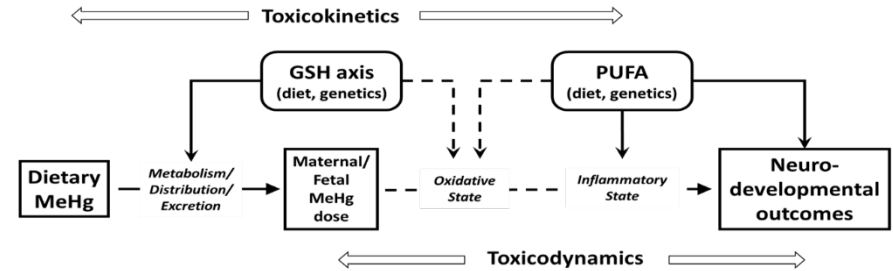 Toxicokinetics
GSH axis
(diet, genetics)
PUFA
(diet, genetics)
Dietary
MeHg
Metabolism/
Distribution/
Excretion
Maternal/
Fetal
MeHg
dose
Oxidative
State
Inflammatory
State
Neuro-
developmental
outcomes
Toxicodynamics